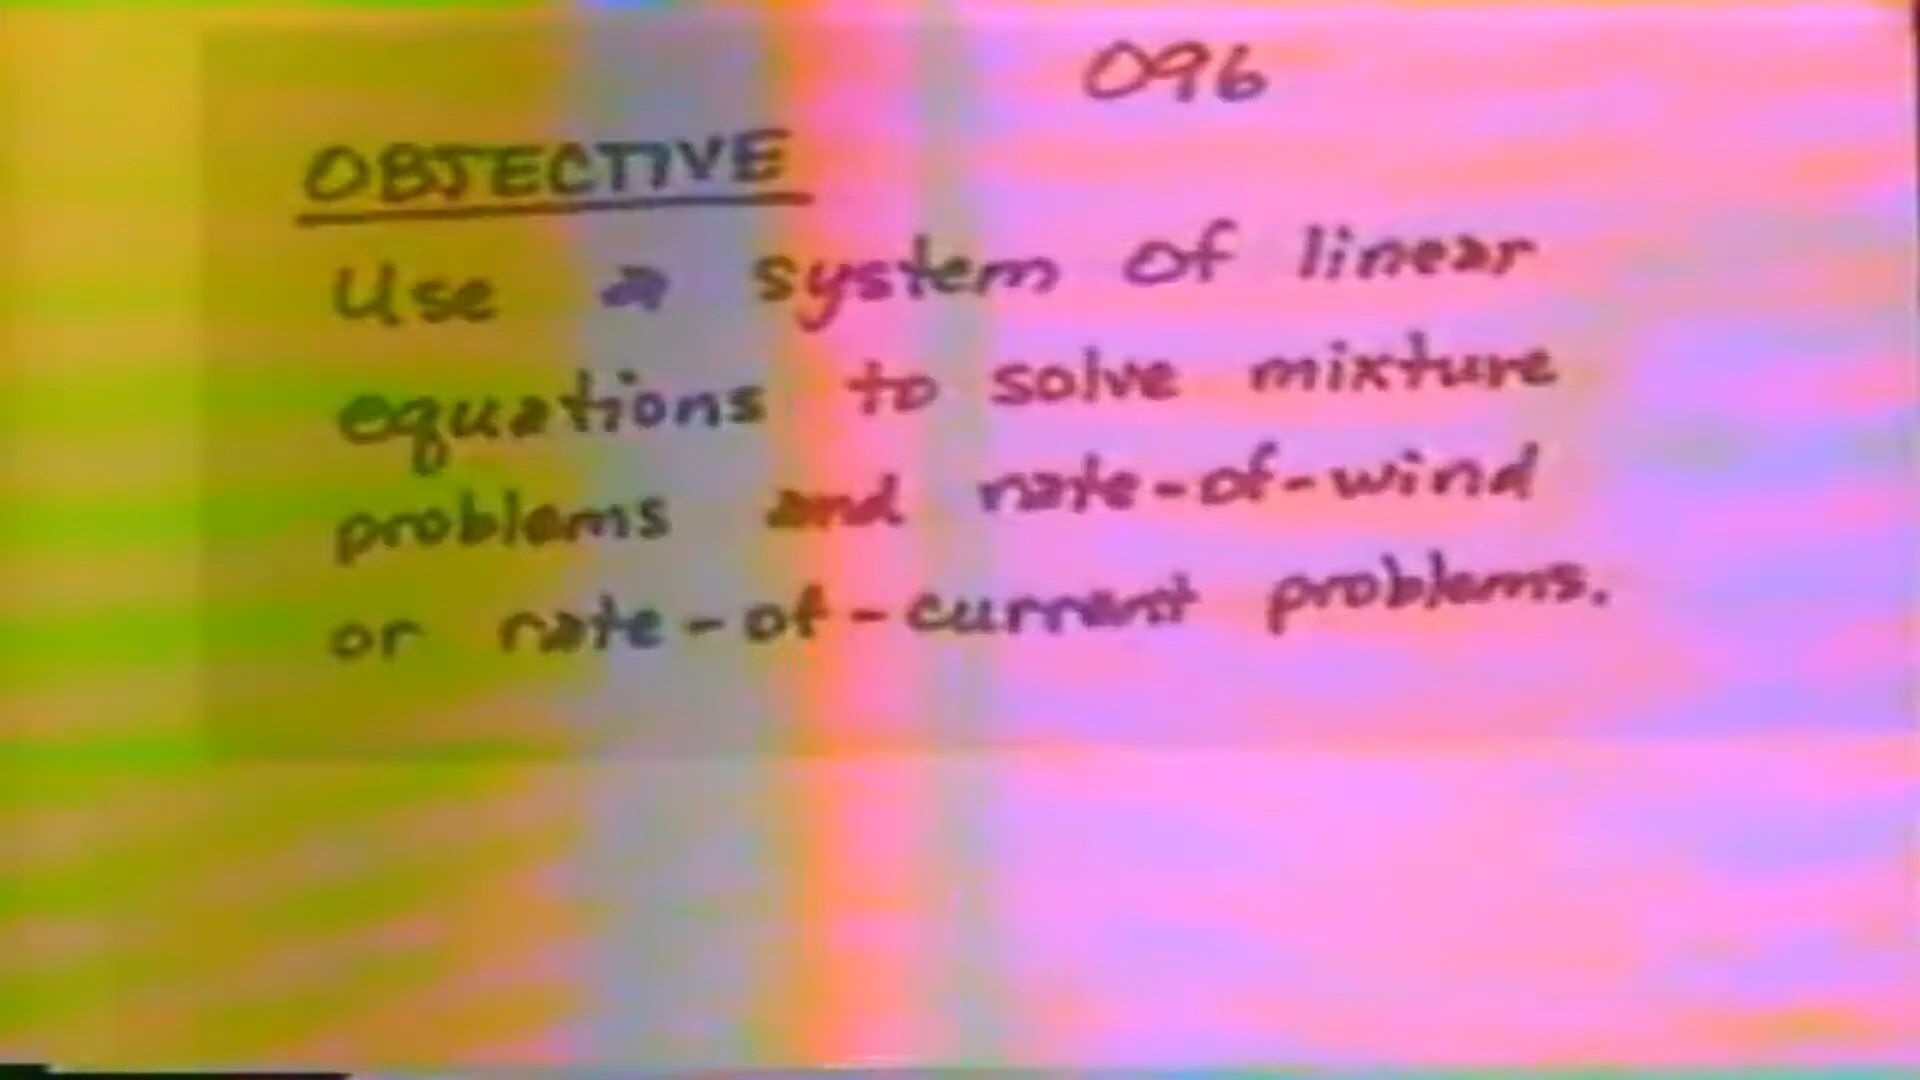 096
OBJECTIVE
Use a system of linear
equations to solve mixture
problems and rate-of-wind
or rate-of-current problems.